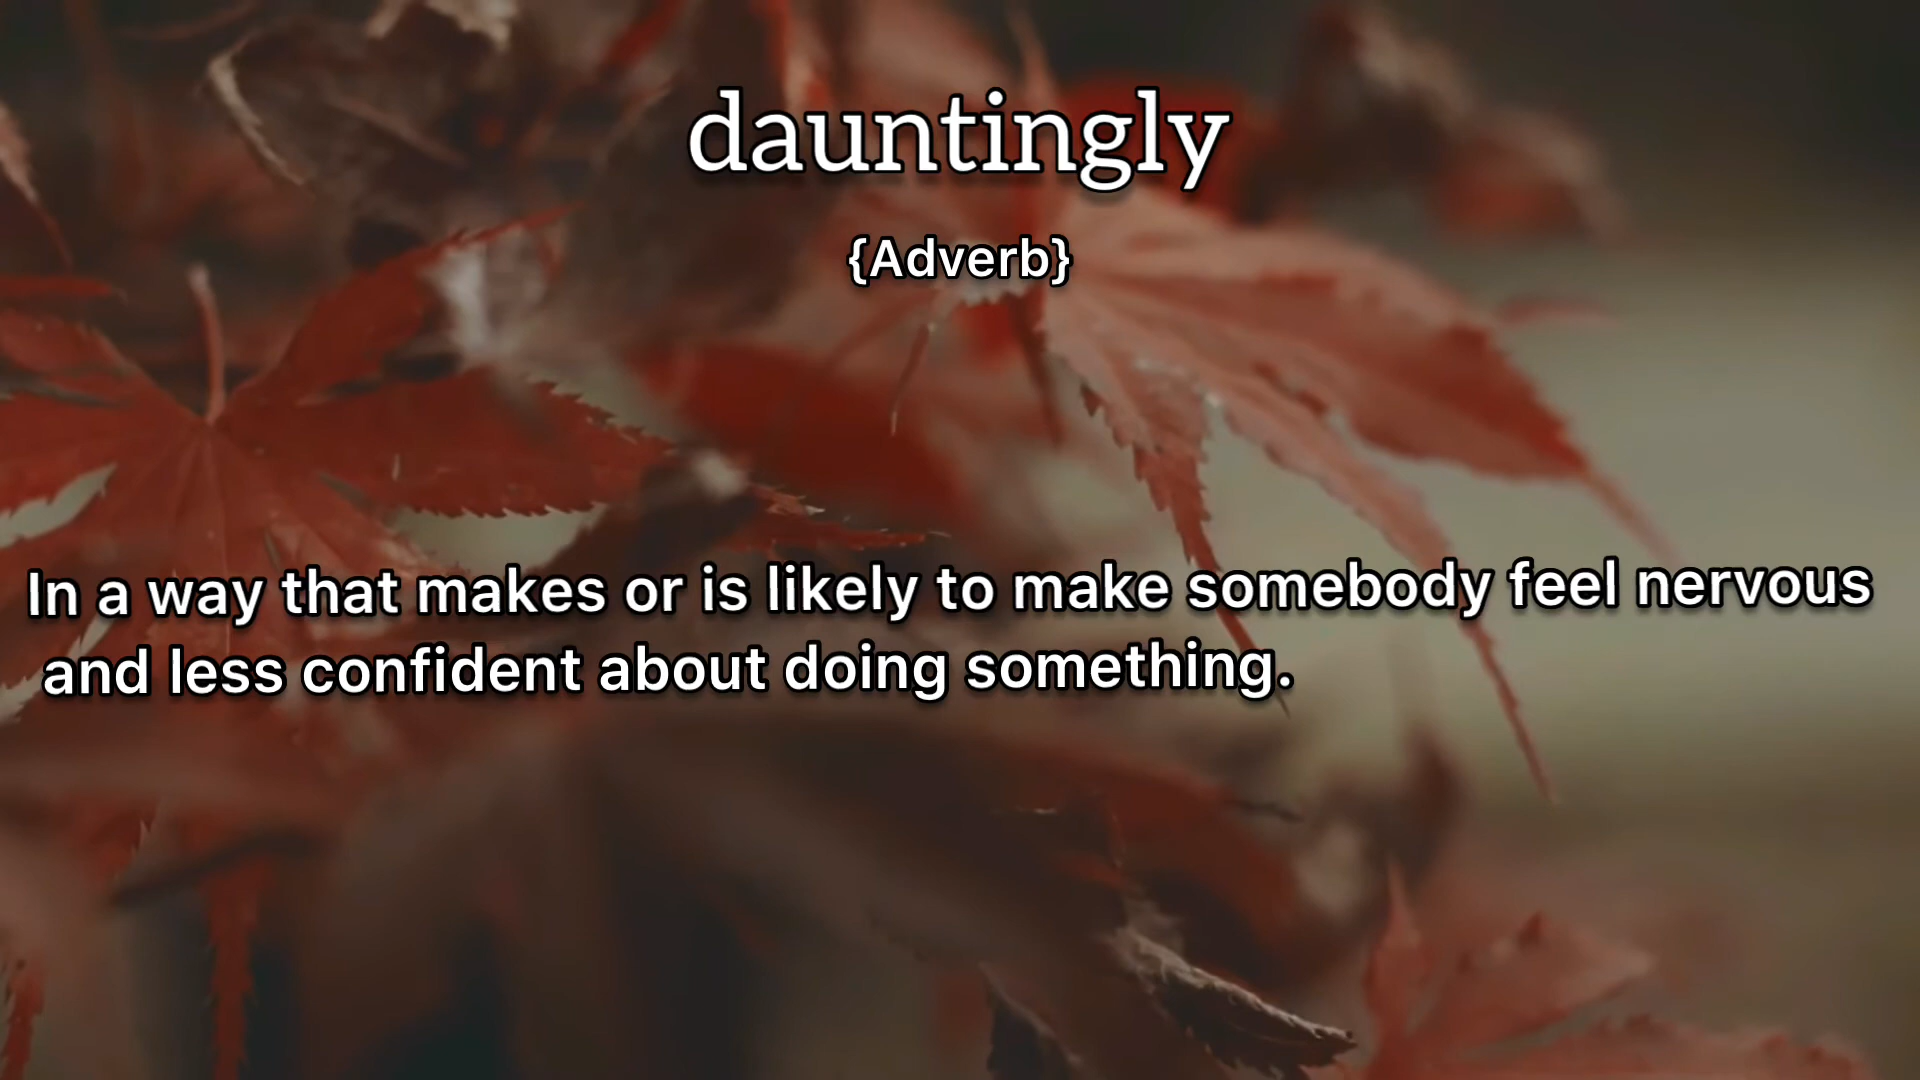 dauntingly
{Adverb}
In a way that makes or is likely to make somebody feel nervous
and less confident about doing something.